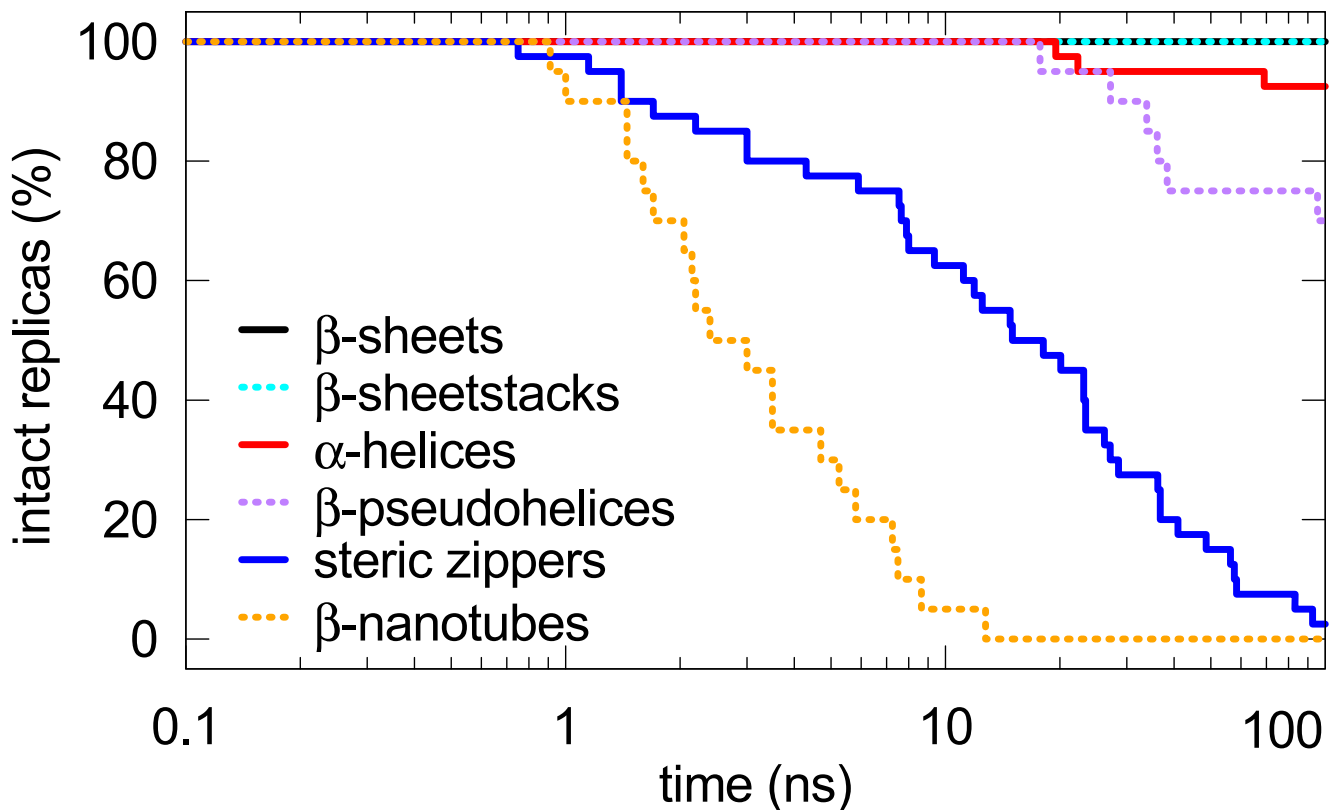 intact replicas (%)
100
80
60
40
20
0
β-sheets
β-sheetstacks
α-helices
β-pseudohelices
steric zippers
β-nanotubes
0.1 1 10 100
time (ns)